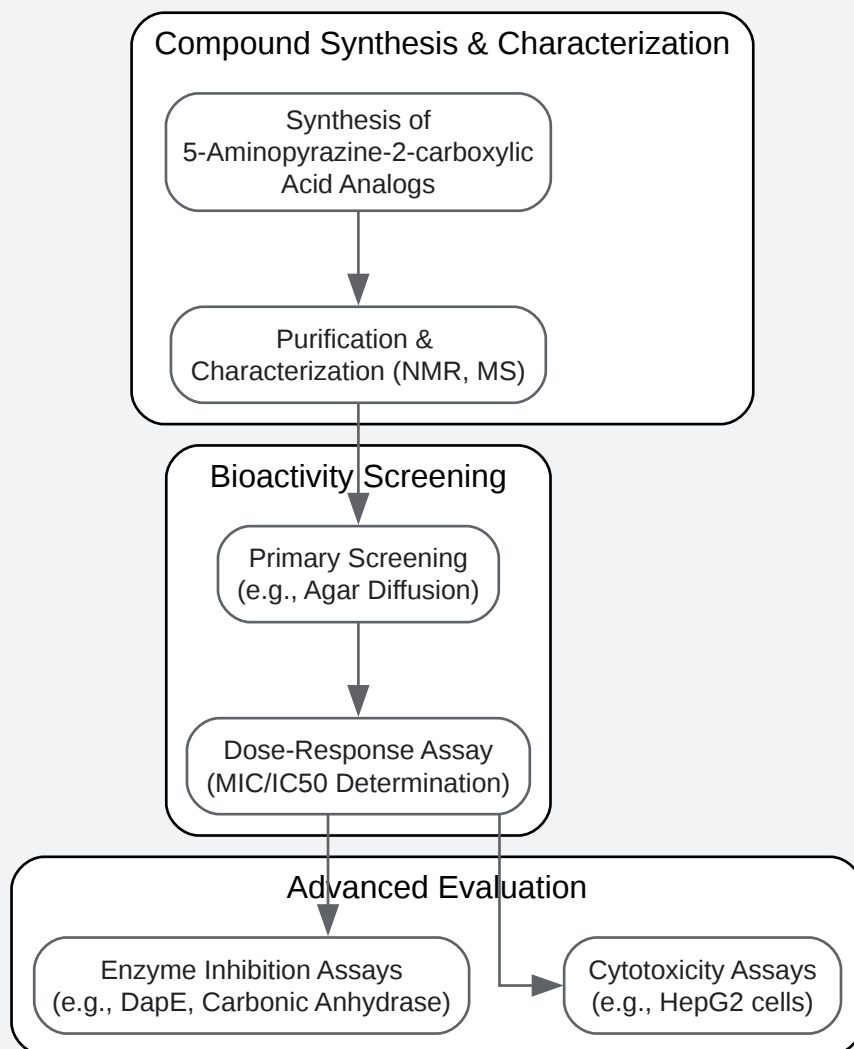 Compound Synthesis & Characterization
Synthesis of
5-Aminopyrazine-2-carboxylic
Acid Analogs
Purification &
Characterization (NMR, MS)
Bioactivity Screening
Primary Screening
(e.g., Agar Diffusion)
Dose-Response Assay
(MIC/IC50 Determination)
Advanced Evaluation
Enzyme Inhibition Assays
(e.g., DapE, Carbonic Anhydrase)
Cytotoxicity Assays
(e.g., HepG2 cells)